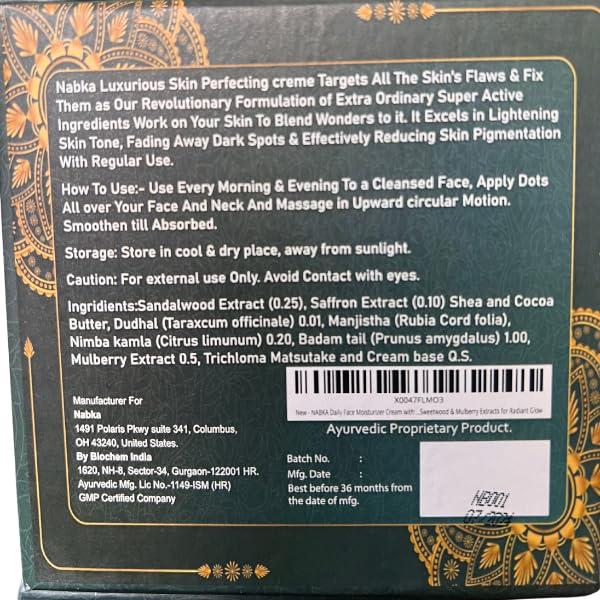 Nabka Luxurious Skin Perfecting creme Targets All The Skin's Flaws & Fix
Them as Our Revolutionary Formulation of Extra Ordinary Super Active
Ingredients Work on Your Skin To Blend Wonders to it. It Excels in Lightening
Skin Tone, Fading Away Dark Spots & Effectively Reducing Skin Pigmentation
With Regular Use.
How To Use:- Use Every Morning & Evening To a Cleansed Face, Apply Dots
All over Your Face And Neck And Massage in Upward circular Motion.
Smoothen till Absorbed.
Storage: Store in cool & dry place, away from sunlight.
Caution: For external use Only. Avoid Contact with eyes.
Ingridients:Sandalwood Extract (0.25), Saffron Extract (0.10) Shea and Cocoa
Butter, Dudhal (Taraxcum officinale) 0.01, Manjistha (Rubia Cord folia),
Nimba kamla (Citrus limunum) 0.20, Badam tail (Prunus amygdalus) 1.00,
Mulberry Extract 0.5, Trichloma Matsutake and Cream base Q.S.
X0047FLMO3
New - NABKA Daily Face Moisturizer Cream with ...Sweetwood & Mulberry Extracts for Radiant Glow
Manufacturer For
Nabka
1491 Polaris Pkwy suite 341, Columbus,
OH 43240, United States.
By Biochem India
1620, NH-8, Sector-34, Gurgaon-122001 HR.
Ayurvedic Mfg. Lic No.-1149-ISM (HR)
GMP Certified Company
Ayurvedic Proprietary Product.
Batch No. :
Mfg. Date :
Best before 36 months from
the date of mfg.
NB001